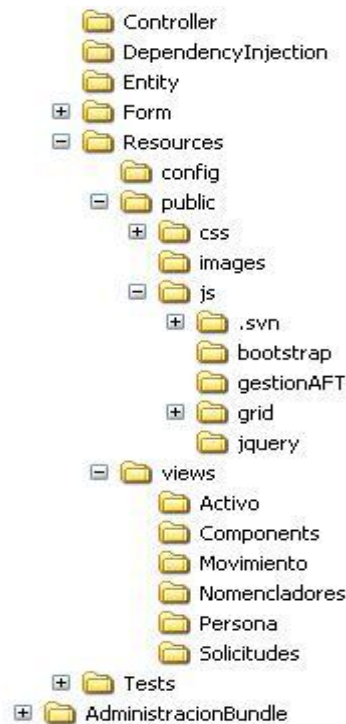 Controller
DependencyInjection
Entity
Form
Resources
config
public
css
images
js
.svn
bootstrap
gestionAFT
grid
jquery
views
Activo
Components
Movimiento
Nomencladores
Persona
Solicitudes
Tests
AdministracionBundle